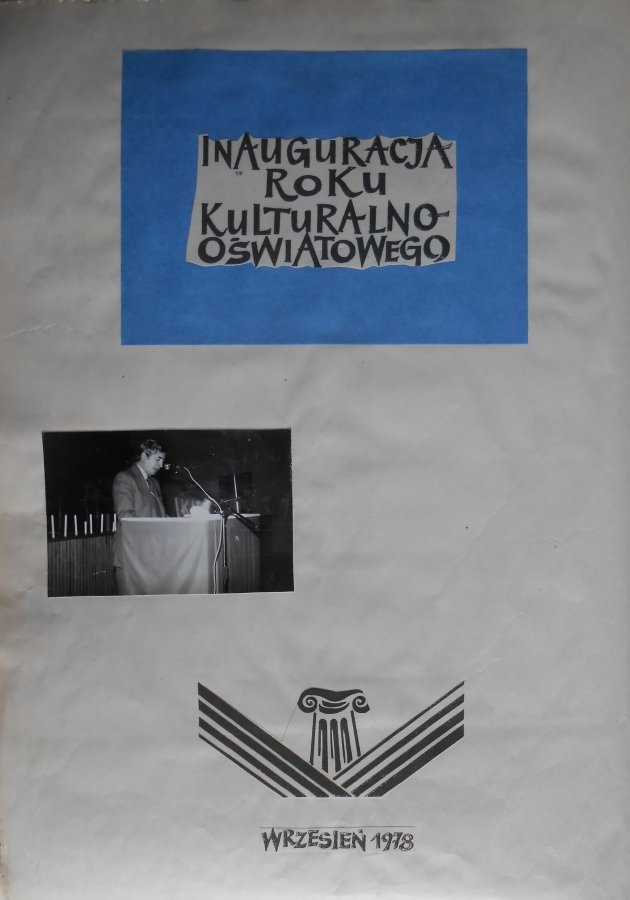 INAUGURACJA
ROKU
KULTURALNO-
OŚWIATOWEGO
WRZESIEŃ 1978